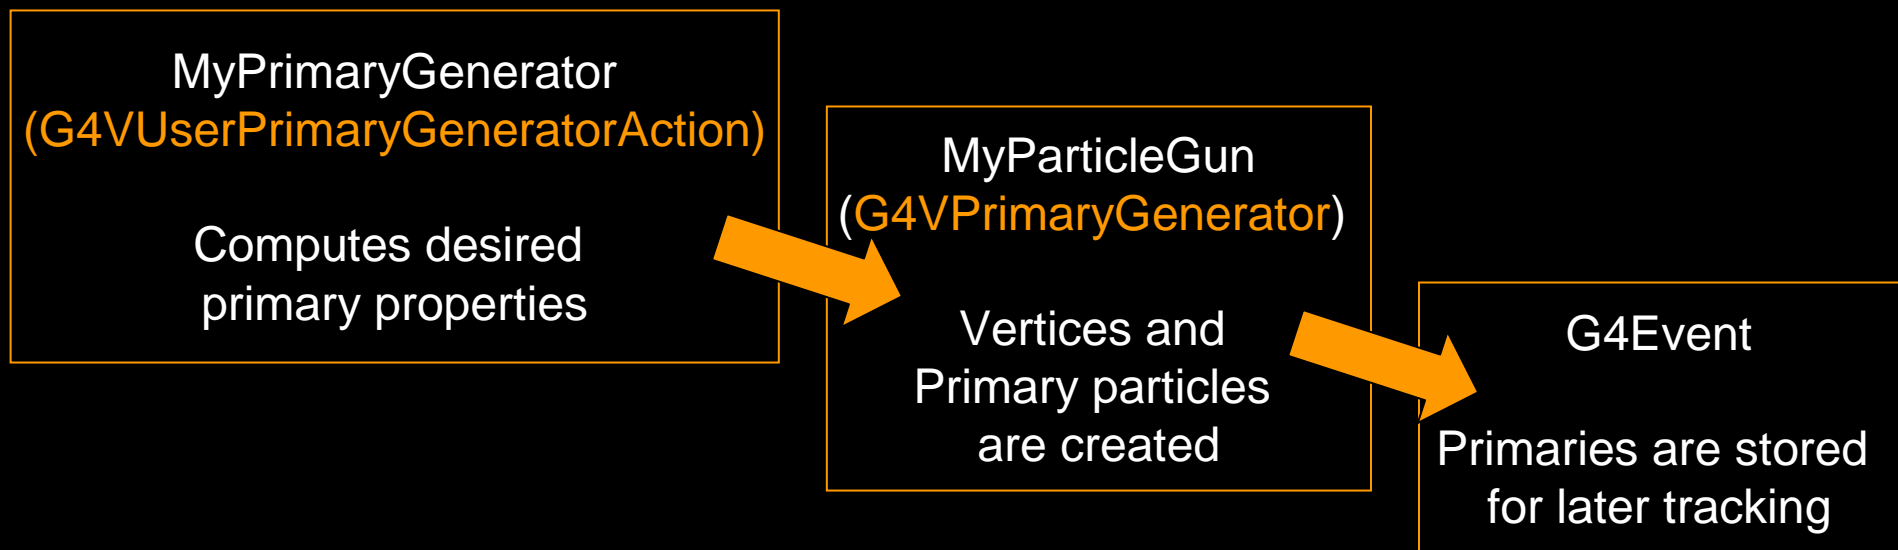 MyPrimaryGenerator
(G4VUserPrimaryGeneratorAction)
Computes desired
primary properties
MyParticleGun
(G4VPrimaryGenerator)
Vertices and
Primary particles
are created
G4Event
Primaries are stored
for later tracking